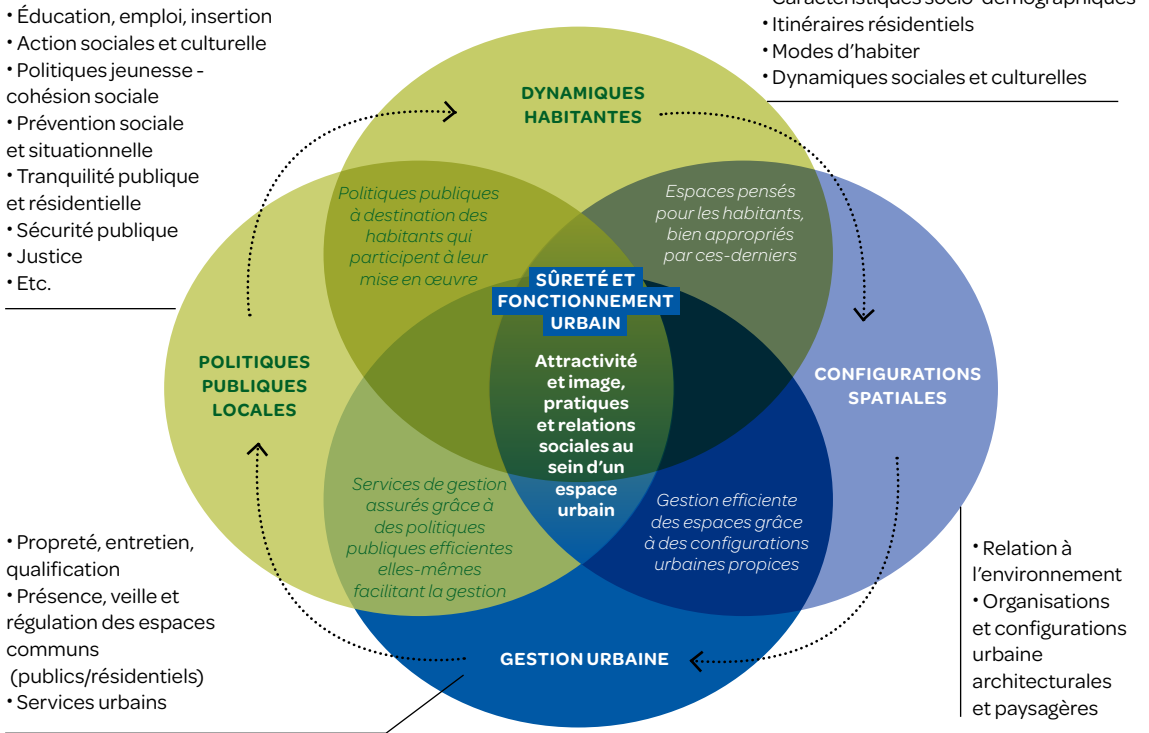 • Éducation, emploi, insertion
• Action sociales et culturelle
• Politiques jeunesse -
cohésion sociale
• Prévention sociale
et situationnelle
• Tranquilité publique
et résidentielle
• Sécurité publique
• Justice
• Etc.
• Caractéristiques socio-démographiques
• Itinéraires résidentiels
• Modes d’habiter
• Dynamiques sociales et culturelles
DYNAMIQUES
HABITANTES
Politiques publiques
à destination des
habitants qui
participent à leur
mise en œuvre
Espaces pensés
pour les habitants,
bien appropriés
par ces-derniers
SÛRETÉ ET
FONCTIONNEMENT
URBAIN
Attractivité
et image,
pratiques
et relations
sociales au
sein d’un
espace
urbain
POLITIQUES
PUBLIQUES
LOCALES
CONFIGURATIONS
SPATIALES
Services de gestion
assurés grâce à
des politiques
publiques efficientes
elles-mêmes
facilitant la gestion
Gestion efficiente
des espaces grâce
à des configurations
urbaines propices
GESTION URBAINE
• Propreté, entretien,
qualification
• Présence, veille et
régulation des espaces
communs
(publics/résidentiels)
• Services urbains
• Relation à
l’environnement
• Organisations
et configurations
urbaine
architecturales
et paysagères